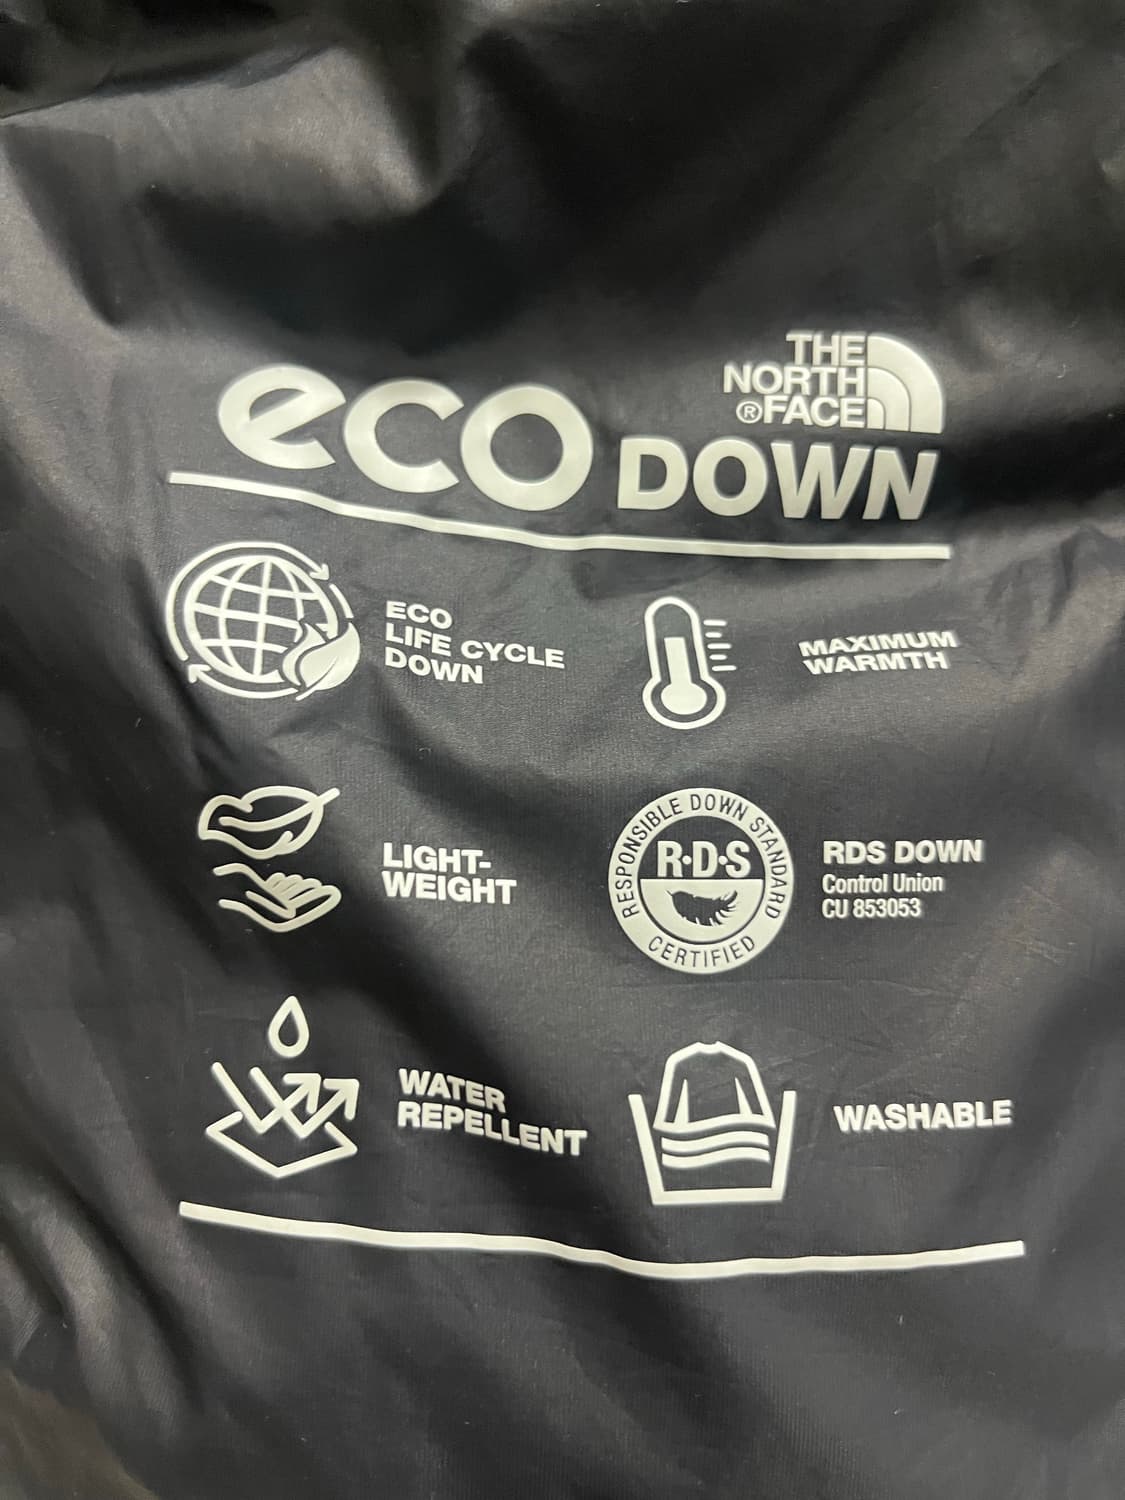 THE
NORTH
®FACE
eco DOWN
ECO
LIFE CYCLE
DOWN
MAXIMUM
WARMTH
LIGHT-
WEIGHT
RESPONSIBLE DOWN STANDARD
R·D·S
CERTIFIED
RDS DOWN
Control Union
CU 853053
WATER
REPELLENT
WASHABLE